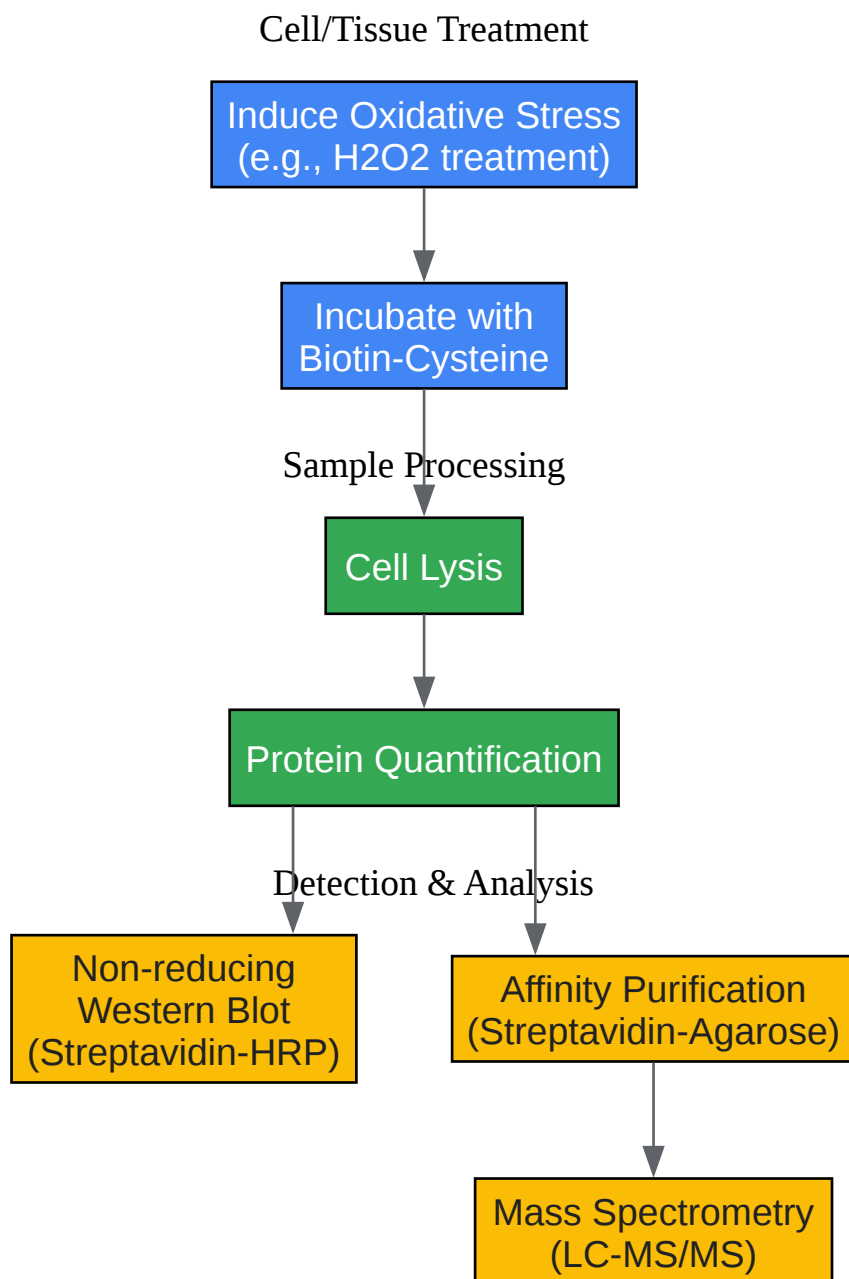 Cell/Tissue Treatment
Induce Oxidative Stress
(e.g., H2O2 treatment)
Incubate with
Biotin-Cysteine
Sample Processing
Cell Lysis
Protein Quantification
Detection & Analysis
Non-reducing
Western Blot
(Streptavidin-HRP)
Affinity Purification
(Streptavidin-Agarose)
Mass Spectrometry
(LC-MS/MS)